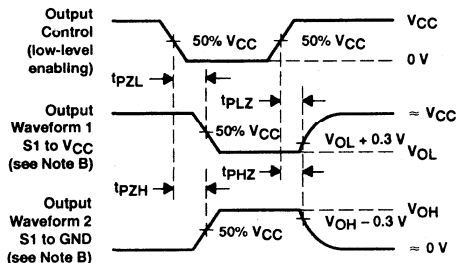 Output
Control
(low-level
enabling)
50% VCC
50% VCC
VCC
0 V
tPZL
tPLZ
Output
Waveform 1
S1 to VCC
(see Note B)
50% VCC
≈ VCC
VOL + 0.3 V
VOL
tPZH
tPHZ
Output
Waveform 2
S1 to GND
(see Note B)
50% VCC
VOH
VOH − 0.3 V
≈ 0 V